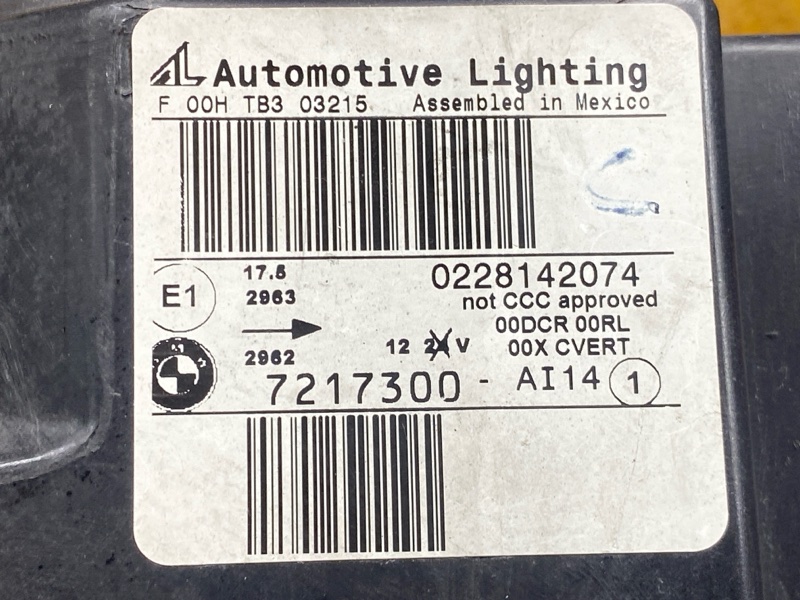 AL Automotive Lighting
F 00H TB3 03215 Assembled in Mexico
E1
17.5
2963
0228142074
not CCC approved
00DCR 00RL
2962
12 24 V
00X CVERT
7217300 - AI14 1